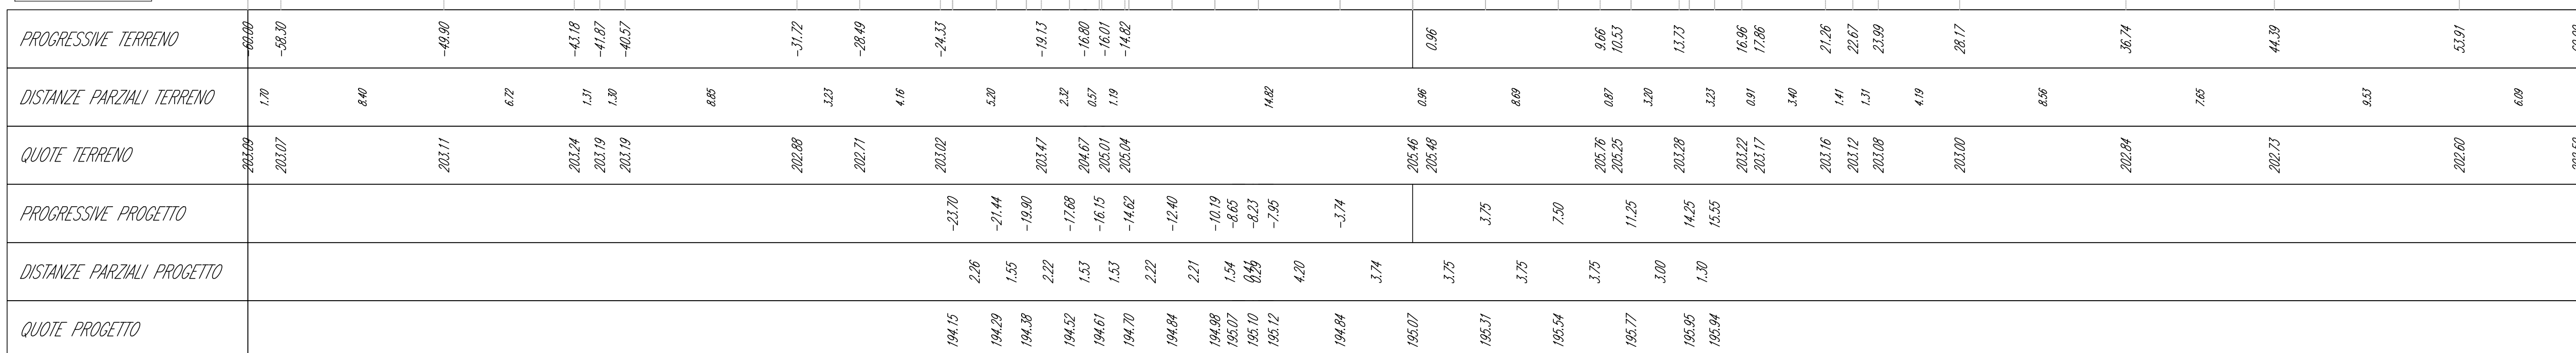 PROGRESSIVE TERRENO -60.00 -58.30 -49.90 -43.18 -41.87 -40.57 -31.72 -28.49 -24.33 -19.13 -16.80 -16.01 -14.82 0.96 9.66 10.53 13.73 16.96 17.86 21.26 22.67 23.99 28.17 36.74 44.39 53.91
DISTANZE PARZIALI TERRENO 1.70 8.40 6.72 1.31 1.30 8.85 3.23 4.16 5.20 2.32 0.57 1.19 14.82 0.96 8.69 0.87 3.20 3.23 0.91 3.40 1.41 1.31 4.19 8.56 7.65 9.53 6.09
QUOTE TERRENO 203.09 203.07 203.11 203.24 203.19 203.19 202.88 202.71 203.02 203.47 204.67 205.01 205.04 205.46 205.48 205.76 205.25 203.28 203.22 203.17 203.16 203.12 203.08 203.00 202.84 202.73 202.60
PROGRESSIVE PROGETTO -23.70 -21.44 -19.90 -17.68 -16.15 -14.62 -12.40 -10.19 -8.65 -8.23 -7.95 -3.74 3.75 7.50 11.25 14.25 15.55
DISTANZE PARZIALI PROGETTO 2.26 1.55 2.22 1.53 1.53 2.22 2.21 1.54 0.41 0.29 4.20 3.74 3.75 3.75 3.75 3.00 1.30
QUOTE PROGETTO 194.15 194.29 194.38 194.52 194.61 194.70 194.84 194.98 195.07 195.10 195.12 194.84 195.07 195.31 195.54 195.77 195.95 195.94